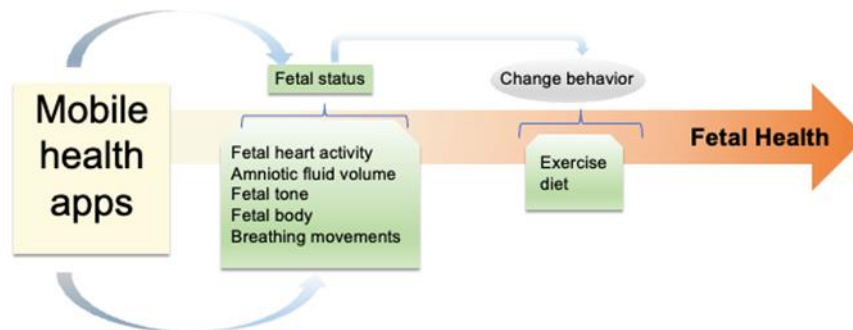 Mobile
health
apps
Fetal status
Fetal heart activity
Amniotic fluid volume
Fetal tone
Fetal body
Breathing movements
Change behavior
Exercise
diet
Fetal Health